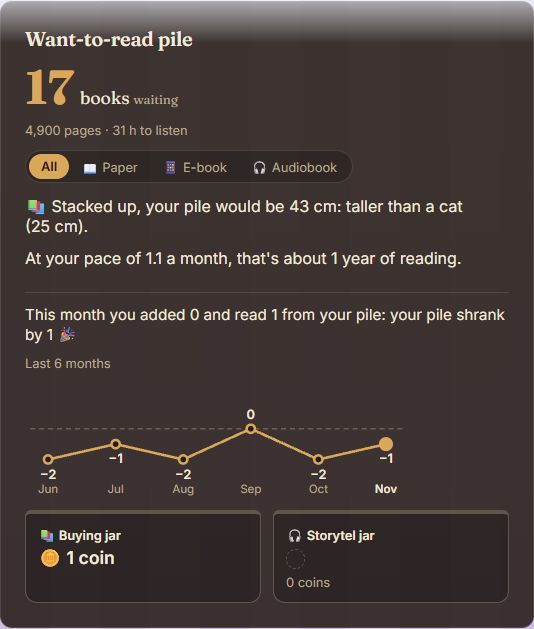 Want-to-read pile
17 books waiting
4,900 pages · 31 h to listen
All Paper E-book Audiobook
Stacked up, your pile would be 43 cm: taller than a cat
(25 cm).
At your pace of 1.1 a month, that's about 1 year of reading.
This month you added 0 and read 1 from your pile: your pile shrank
by 1 🎉
Last 6 months
0
−1 −1
−2 −2 −2
Jun Jul Aug Sep Oct Nov
Buying jar
1 coin
Storytel jar
0 coins